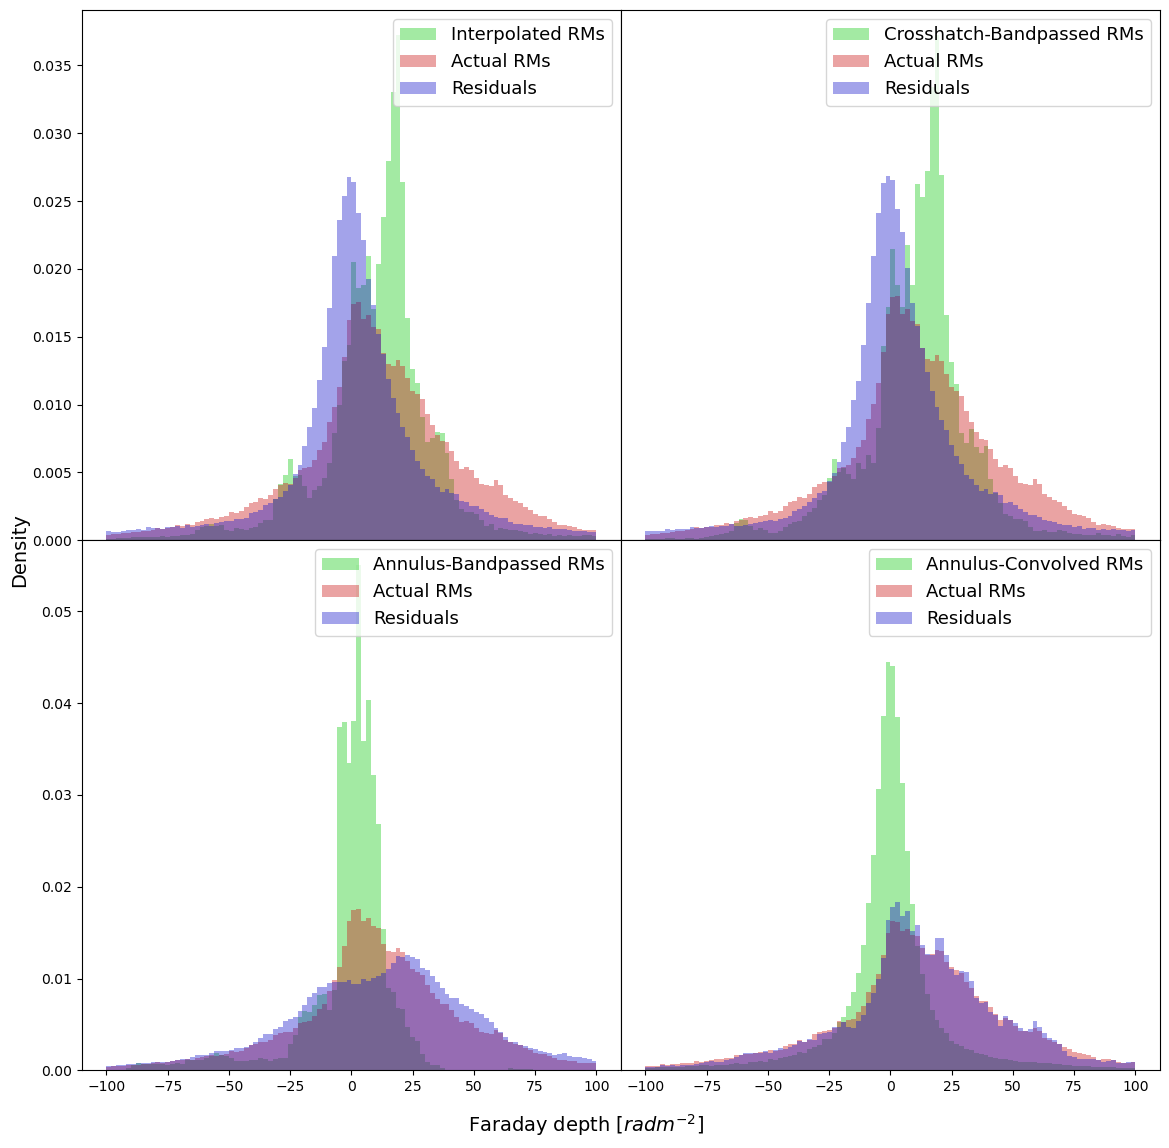 Interpolated RMs
Actual RMs
Residuals
Crosshatch-Bandpassed RMs
Actual RMs
Residuals
0.035
0.030
0.025
0.020
0.015
0.010
0.005
0.000
Density
Annulus-Bandpassed RMs
Actual RMs
Residuals
Annulus-Convolved RMs
Actual RMs
Residuals
0.05
0.04
0.03
0.02
0.01
0.00
−100 −75 −50 −25 0 25 50 75 100
−100 −75 −50 −25 0 25 50 75 100
Faraday depth [radm⁻²]